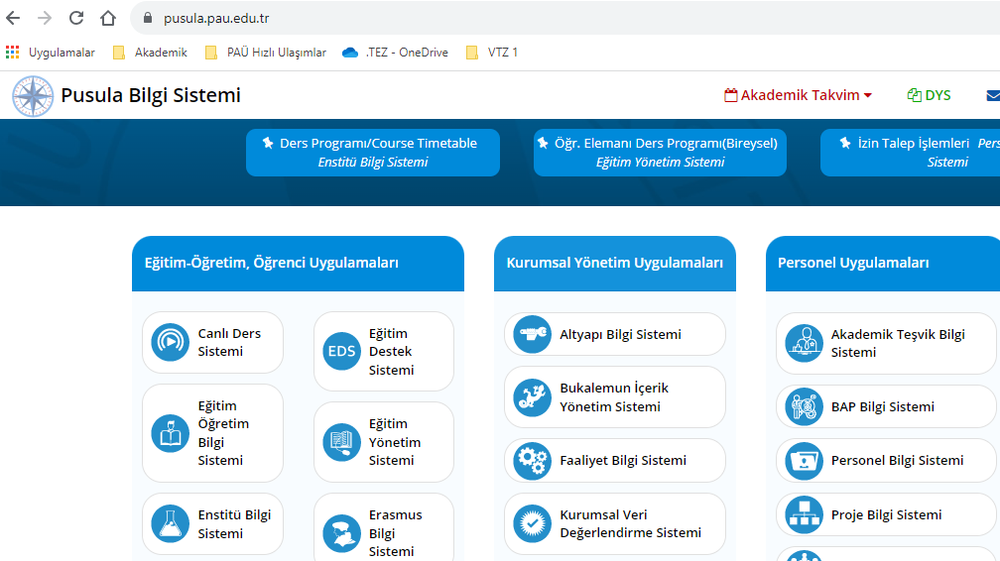 pusula.pau.edu.tr
Uygulamalar
Akademik
PAÜ Hızlı Ulaşımlar
.TEZ - OneDrive
VTZ 1
Pusula Bilgi Sistemi
Akademik Takvim
DYS
Ders Programı/Course Timetable
Enstitü Bilgi Sistemi
Öğr. Elemanı Ders Programı(Bireysel)
Eğitim Yönetim Sistemi
İzin Talep İşlemleri Pers
Sistemi
Eğitim-Öğretim, Öğrenci Uygulamaları
Canlı Ders
Sistemi
Eğitim
Öğretim
Bilgi
Sistemi
Enstitü Bilgi
Sistemi
EDS
Eğitim
Destek
Sistemi
Eğitim
Yönetim
Sistemi
Erasmus
Bilgi
Sistemi
Kurumsal Yönetim Uygulamaları
Altyapı Bilgi Sistemi
Bukalemun İçerik
Yönetim Sistemi
Faaliyet Bilgi Sistemi
Kurumsal Veri
Değerlendirme Sistemi
Personel Uygulamaları
Akademik Teşvik Bilgi
Sistemi
BAP Bilgi Sistemi
Personel Bilgi Sistemi
Proje Bilgi Sistemi